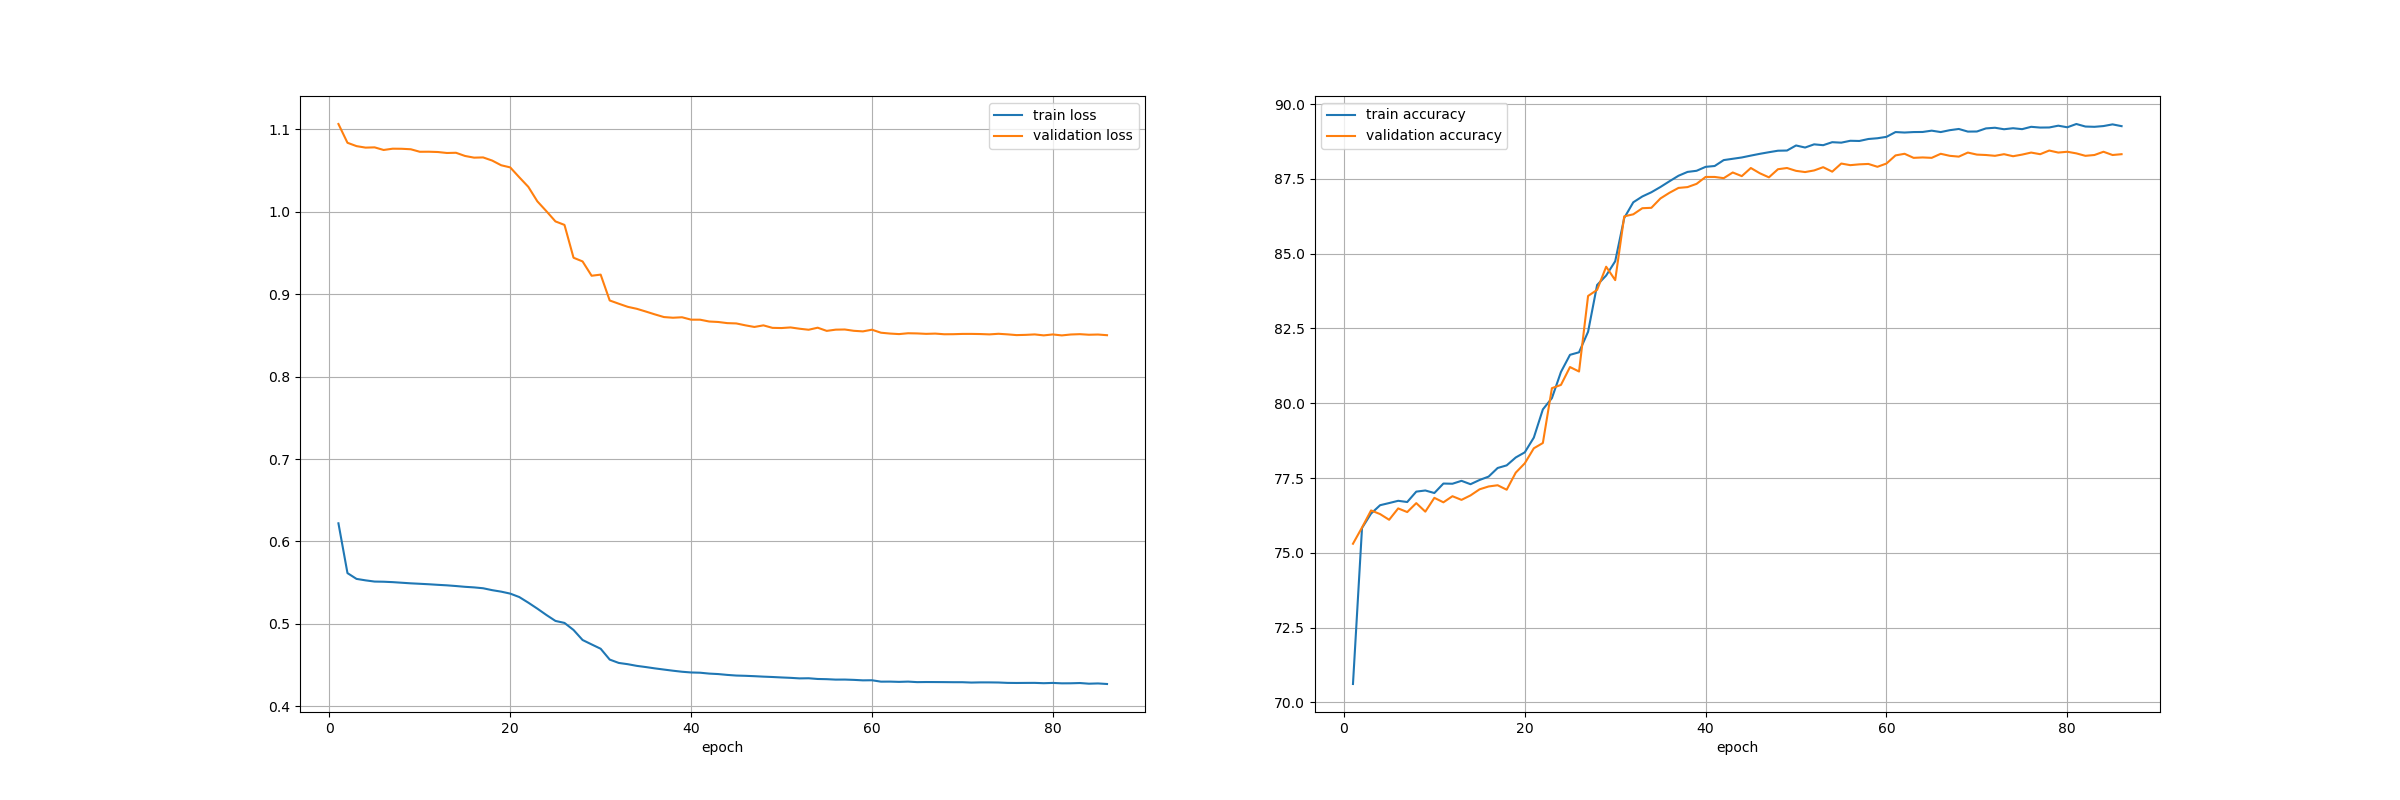 train loss
validation loss
1.1
1.0
0.9
0.8
0.7
0.6
0.5
0.4
0 20 40 60 80
epoch
train accuracy
validation accuracy
90.0
87.5
85.0
82.5
80.0
77.5
75.0
72.5
70.0
0 20 40 60 80
epoch